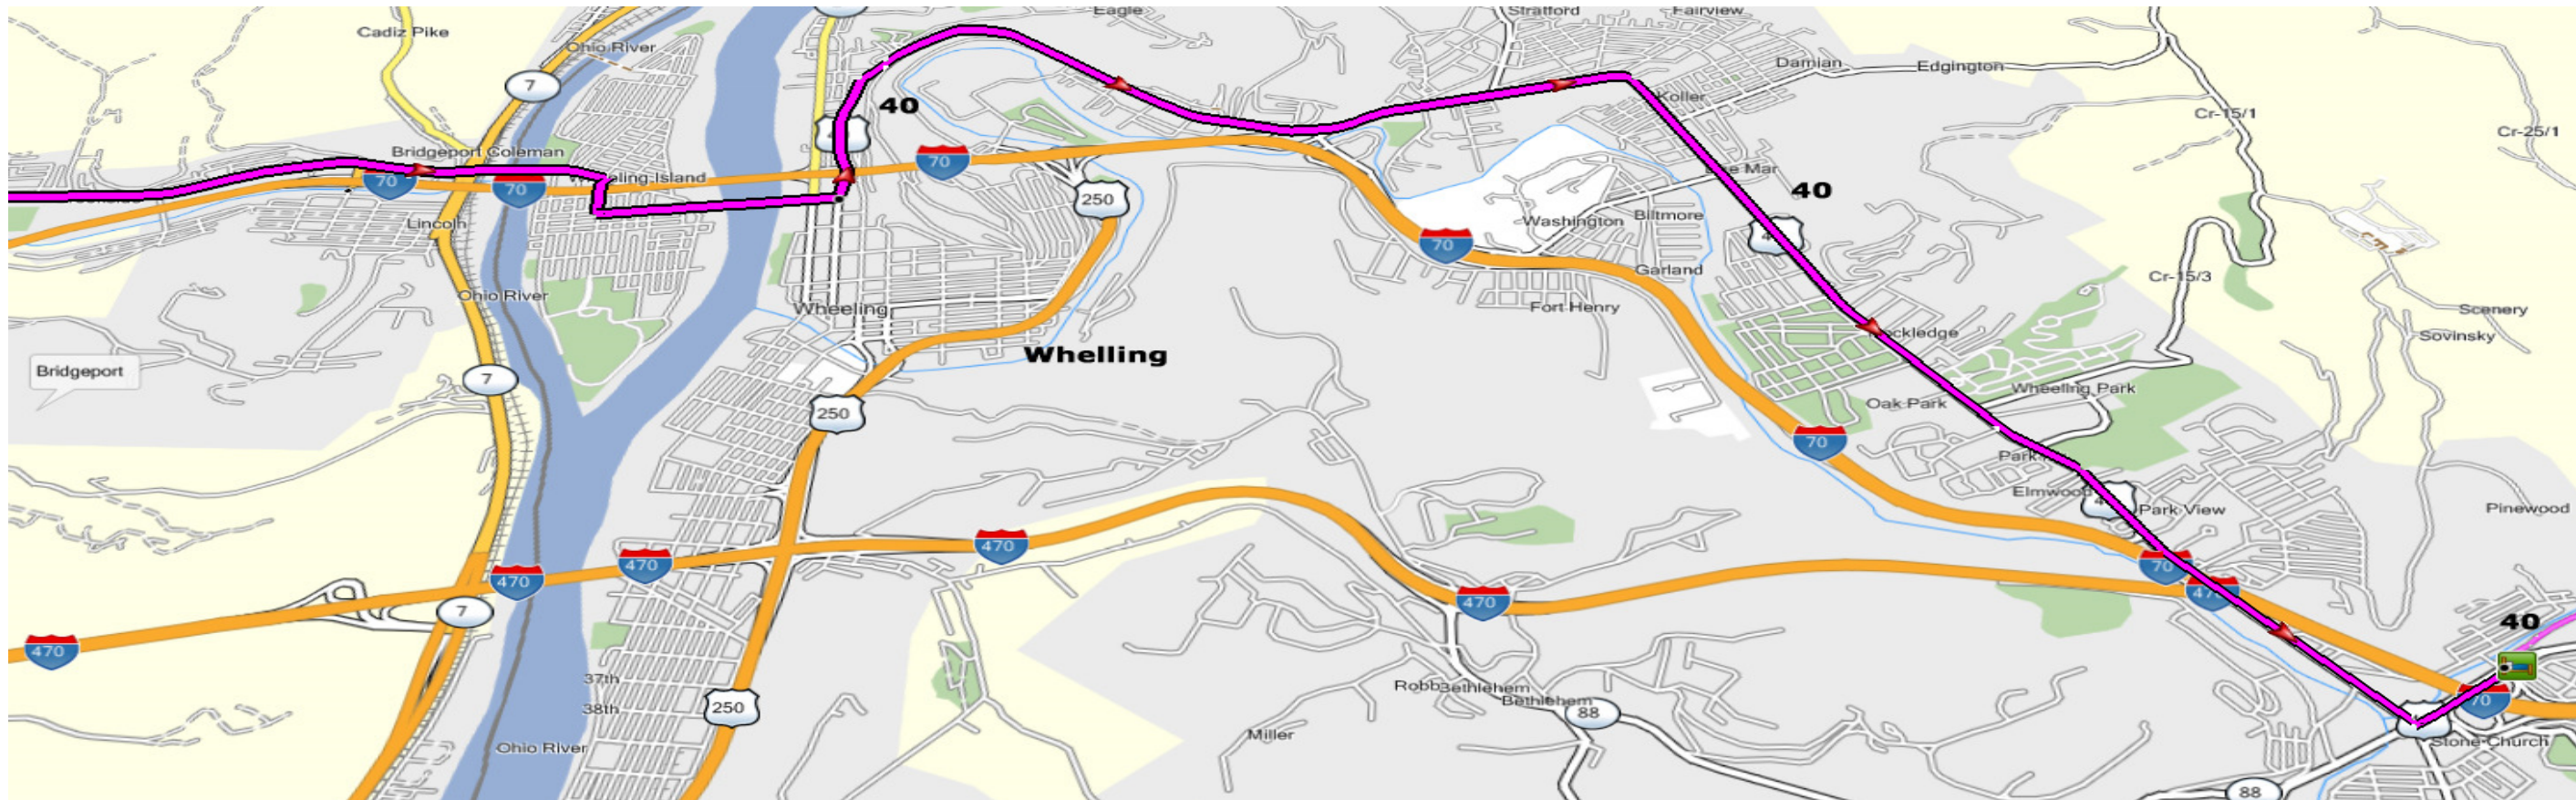 Eagle
Stratford
Fairview
Cadiz Pike
Ohio River
Damian
Edgington
7
Koller
40
Cr-15/1
Cr-25/1
Bridgeport Coleman
70
70
70
eling Island
Mar
40
250
Lincoln
Washington
Biltmore
70
Garland
Cr-15/3
Ohio River
Wheeling
Fort Henry
Scenery
ockledge
Sovinsky
Whelling
Bridgeport
7
Wheeling Park
Oak Park
250
70
Park
Elmwood
Park View
Pinewood
470
470
470
70
470
470
47
7
40
470
37th
Robb
Bethlehem
Bethlehem
70
38th
250
88
Miller
Ohio River
Stone Church
88